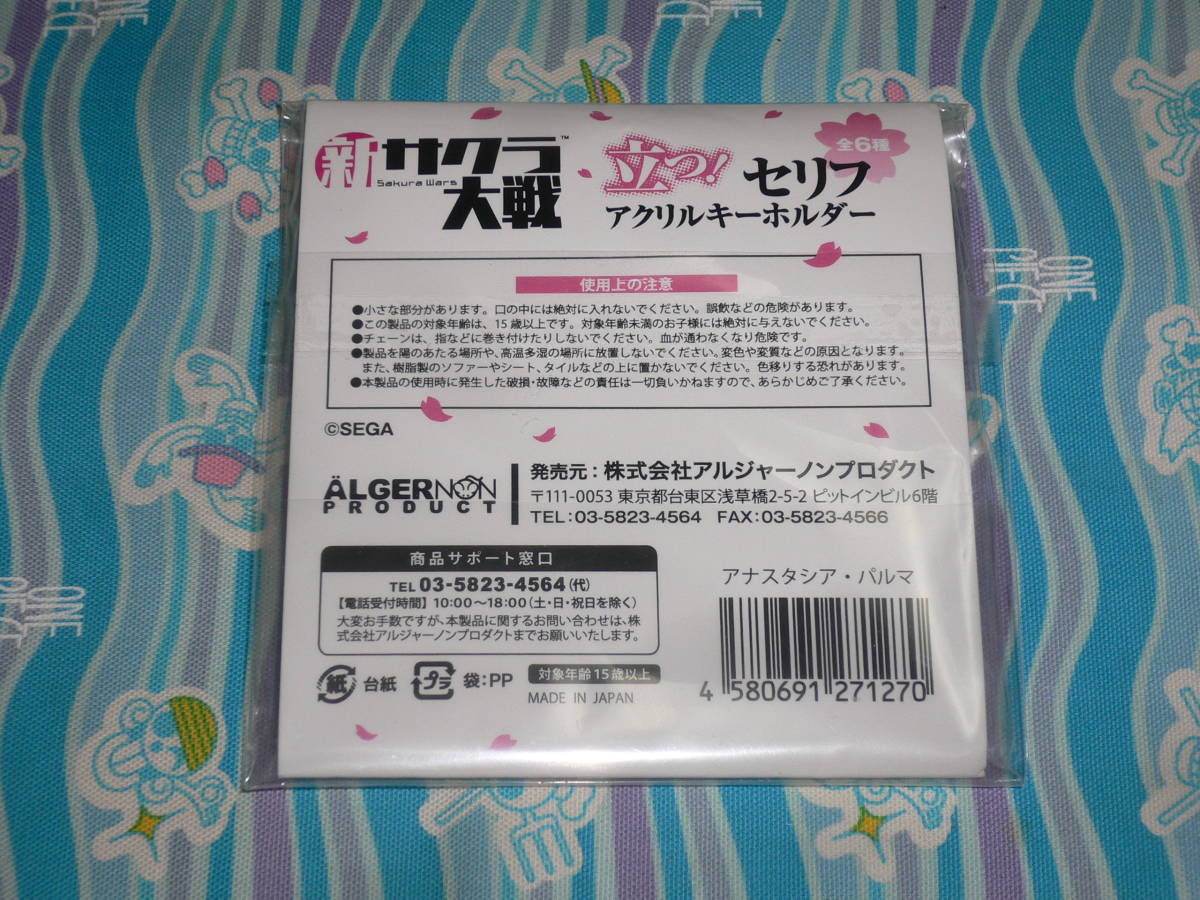 新サクラ大戦™
Sakura Wars
立つ！セリフ
アクリルキーホルダー
全6種
使用上の注意
●小さな部分があります。口の中には絶対に入れないでください。誤飲などの危険があります。
●この製品の対象年齢は、15歳以上です。対象年齢未満のお子様には絶対に与えないでください。
●チェーンは、指などに巻き付けたりしないでください。血が通わなくなり危険です。
●製品を陽のあたる場所や、高温多湿の場所に放置しないでください。変色や変質などの原因となります。
また、樹脂製のソファーやシート、タイルなどの上に置かないでください。色移りする恐れがあります。
●本製品の使用時に発生した破損・故障などの責任は一切負いかねますので、あらかじめご了承ください。
©SEGA
ÄLGERNON
PRODUCT
発売元：株式会社アルジャーノンプロダクト
〒111-0053 東京都台東区浅草橋2-5-2 ピットインビル6階
TEL：03-5823-4564 FAX：03-5823-4566
商品サポート窓口
TEL 03-5823-4564（代）
【電話受付時間】10:00～18:00（土・日・祝日を除く）
大変お手数ですが、本製品に関するお問い合わせは、株
式会社アルジャーノンプロダクトまでお願いいたします。
アナスタシア・パルマ
紙 台紙 プラ 袋：PP
対象年齢15歳以上
MADE IN JAPAN
4 580691 271270
ONE
PIECE
ONE
PIECE